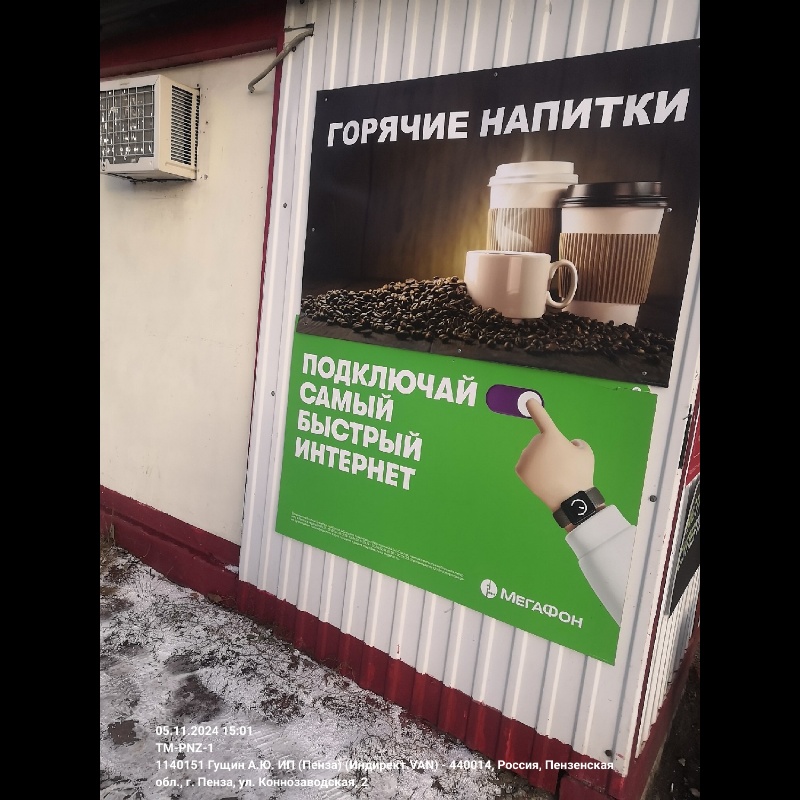 ГОРЯЧИЕ НАПИТКИ
ПОДКЛЮЧАЙ
САМЫЙ
БЫСТРЫЙ
ИНТЕРНЕТ
МЕГАФОН
05.11.2024 15:01
TM-PNZ-1
1140151 Гущин А.Ю. ИП (Пенза) (Индирект,VAN) - 440014, Россия, Пензенская
обл., г. Пенза, ул. Коннозаводская, 2